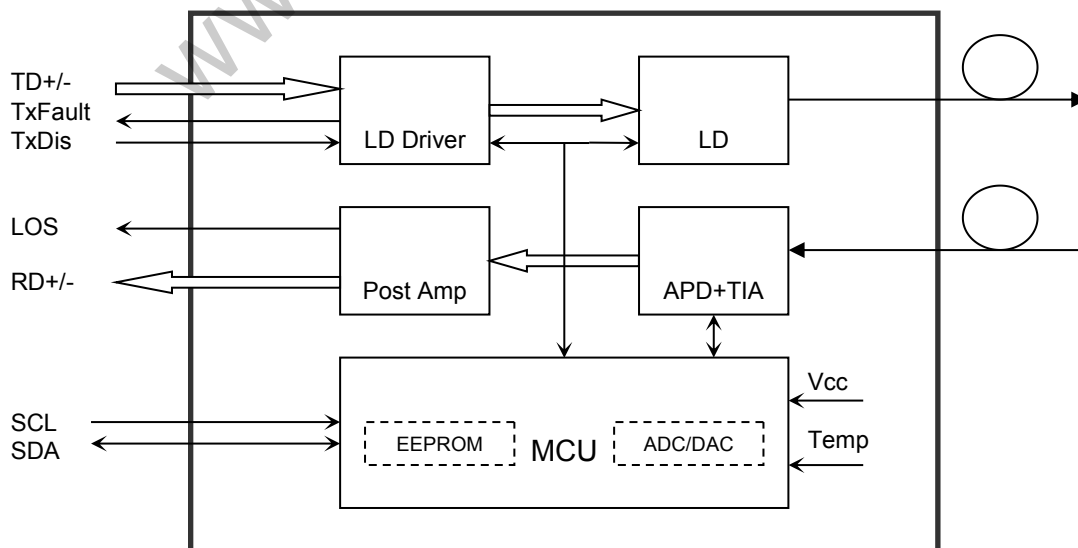 TD+/-
TxFault
TxDis
LD Driver
LD
LOS
RD+/-
Post Amp
APD+TIA
Vcc
SCL
SDA
EEPROM
MCU
ADC/DAC
Temp